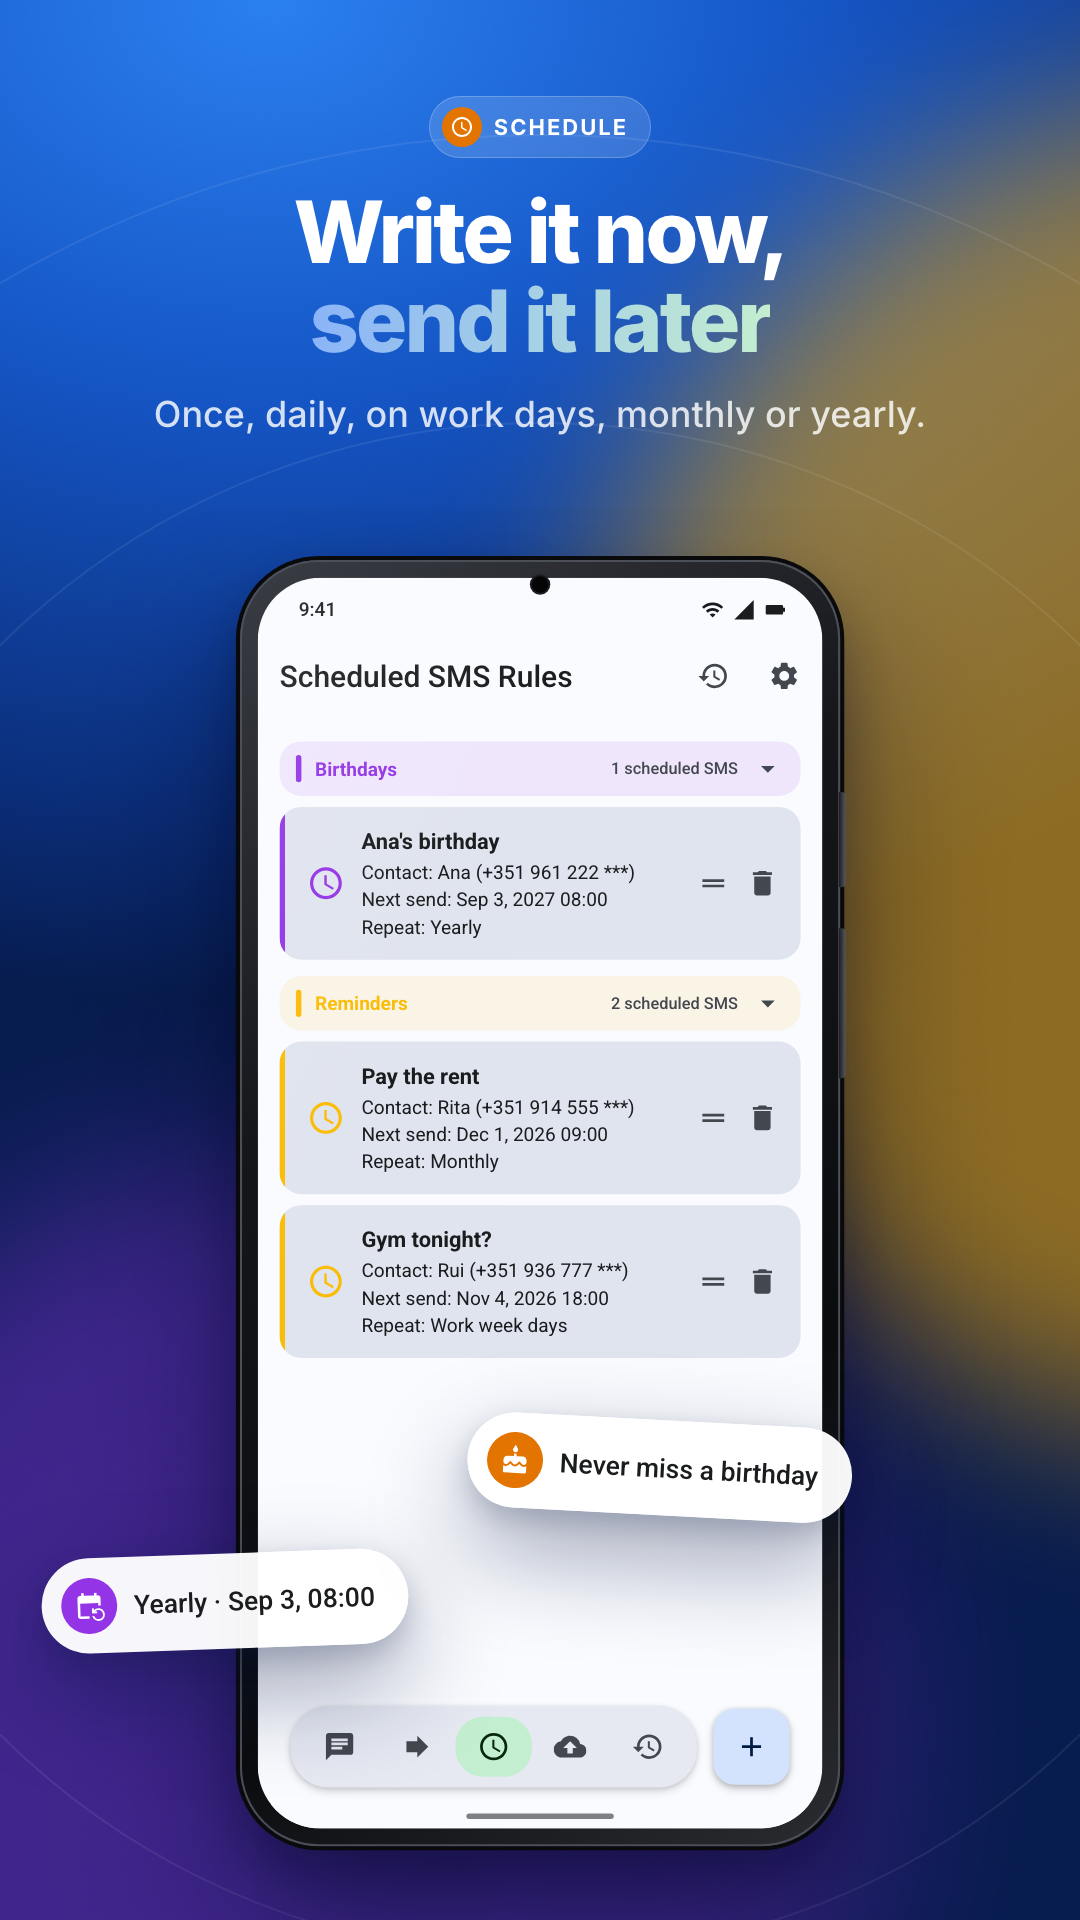 SCHEDULE
Write it now,
send it later
Once, daily, on work days, monthly or yearly.
9:41
Scheduled SMS Rules
Birthdays
1 scheduled SMS
Ana's birthday
Contact: Ana (+351 961 222 ***)
Next send: Sep 3, 2027 08:00
Repeat: Yearly
Reminders
2 scheduled SMS
Pay the rent
Contact: Rita (+351 914 555 ***)
Next send: Dec 1, 2026 09:00
Repeat: Monthly
Gym tonight?
Contact: Rui (+351 936 777 ***)
Next send: Nov 4, 2026 18:00
Repeat: Work week days
Never miss a birthday
Yearly · Sep 3, 08:00